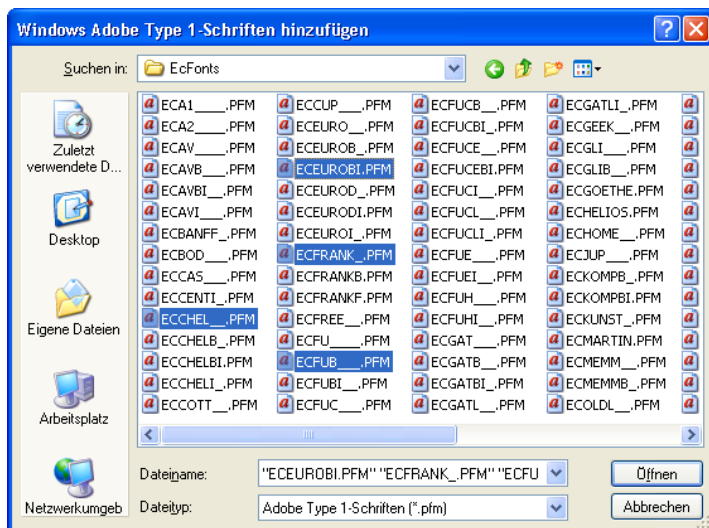 Windows Adobe Type 1-Schriften hinzufügen
Suchen in: EcFonts
Zuletzt
verwendete D...
Desktop
Eigene Dateien
Arbeitsplatz
Netzwerkumgeb
ECA1____.PFM ECCUP___.PFM ECFUCB__.PFM ECGATLI_.PFM
ECA2____.PFM ECEURO__.PFM ECFUCBI_.PFM ECGEEK__.PFM
ECAV____.PFM ECEUROB_.PFM ECFUCE__.PFM ECGLI___.PFM
ECAVB___.PFM ECEUROBI.PFM ECFUCEBI.PFM ECGLIB__.PFM
ECAVBI__.PFM ECEUROD_.PFM ECFUCI__.PFM ECGOETHE.PFM
ECAVI___.PFM ECEURODI.PFM ECFUCL__.PFM ECHELIOS.PFM
ECBANFF_.PFM ECEUROI_.PFM ECFUCLI_.PFM ECHOME__.PFM
ECBOD___.PFM ECFRANK_.PFM ECFUE___.PFM ECJUP___.PFM
ECCAS___.PFM ECFRANKB.PFM ECFUEI__.PFM ECKOMPB_.PFM
ECCENTI_.PFM ECFRANKF.PFM ECFUH___.PFM ECKOMPBI.PFM
ECCHEL__.PFM ECFREE__.PFM ECFUHI__.PFM ECKUNST_.PFM
ECCHELB_.PFM ECFU____.PFM ECGAT___.PFM ECMARTIN.PFM
ECCHELBI.PFM ECFUB___.PFM ECGATB__.PFM ECMEMM__.PFM
ECCHELI_.PFM ECFUBI__.PFM ECGATBI_.PFM ECMEMMB_.PFM
ECCOTT__.PFM ECFUC___.PFM ECGATL__.PFM ECOLDL__.PFM
Dateiname: "ECEUROBI.PFM" "ECFRANK_.PFM" "ECFU Öffnen
Dateityp: Adobe Type 1-Schriften (*.pfm) Abbrechen